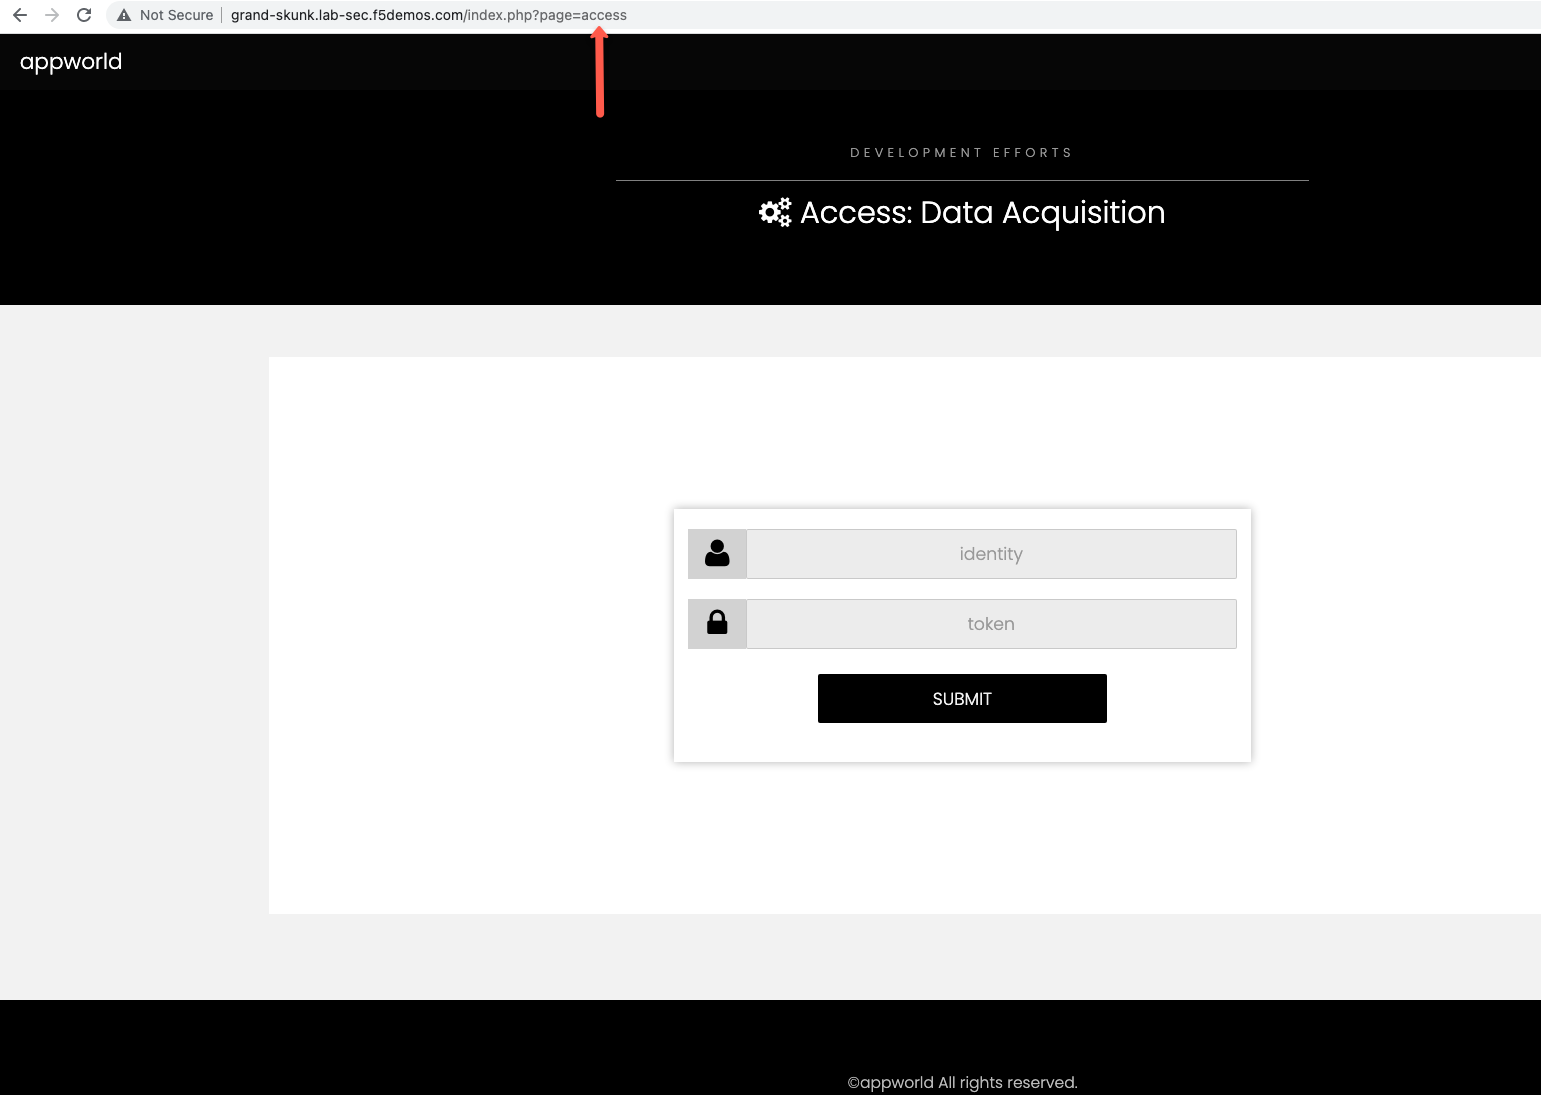 Not Secure grand-skunk.lab-sec.f5demos.com/index.php?page=access
appworld
DEVELOPMENT EFFORTS
Access: Data Acquisition
identity
token
SUBMIT
©appworld All rights reserved.